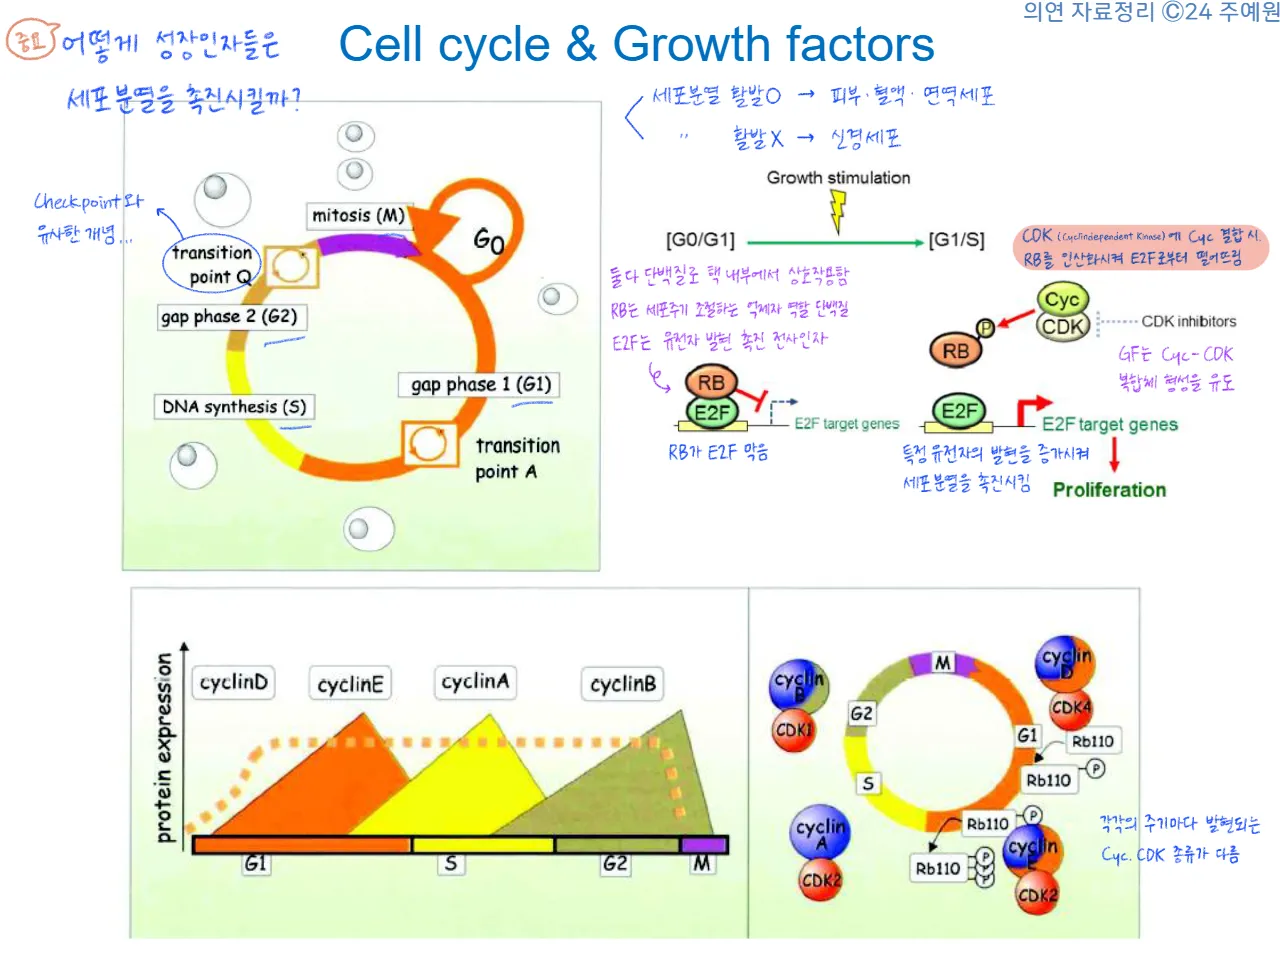 의연 자료정리 Ⓒ24 주예원
Cell cycle & Growth factors
중요 어떻게 성장인자들은
세포분열을 촉진시킬까?
세포분열 활발O → 피부·혈액·면역세포
〃 활발X → 신경세포
Checkpoint와
유사한 개념...
mitosis (M)
G0
transition
point Q
gap phase 2 (G2)
gap phase 1 (G1)
DNA synthesis (S)
transition
point A
Growth stimulation
[G0/G1]
[G1/S]
둘다 단백질로 핵 내부에서 상호작용함
RB는 세포주기 조절하는 억제자 역할 단백질
E2F는 유전자 발현 촉진 전사인자
RB
E2F
E2F target genes
RB가 E2F 막음
CDK (Cyclindependent Kinase)에 Cyc 결합 시.
RB를 인산화시켜 E2F로부터 떨어뜨림
Cyc
CDK
P
RB
CDK inhibitors
GF는 Cyc-CDK
복합체 형성을 유도
E2F
E2F target genes
특정 유전자의 발현을 증가시켜
세포분열을 촉진시킴
Proliferation
protein expression
cyclinD
cyclinE
cyclinA
cyclinB
G1
S
G2
M
cyclin
B
CDK1
M
cyclin
D
CDK4
G2
G1
Rb110
Rb110
P
S
cyclin
A
CDK2
Rb110
P
cyclin
E
CDK2
Rb110
P
P
P
각각의 주기마다 발현되는
Cyc. CDK 종류가 다름